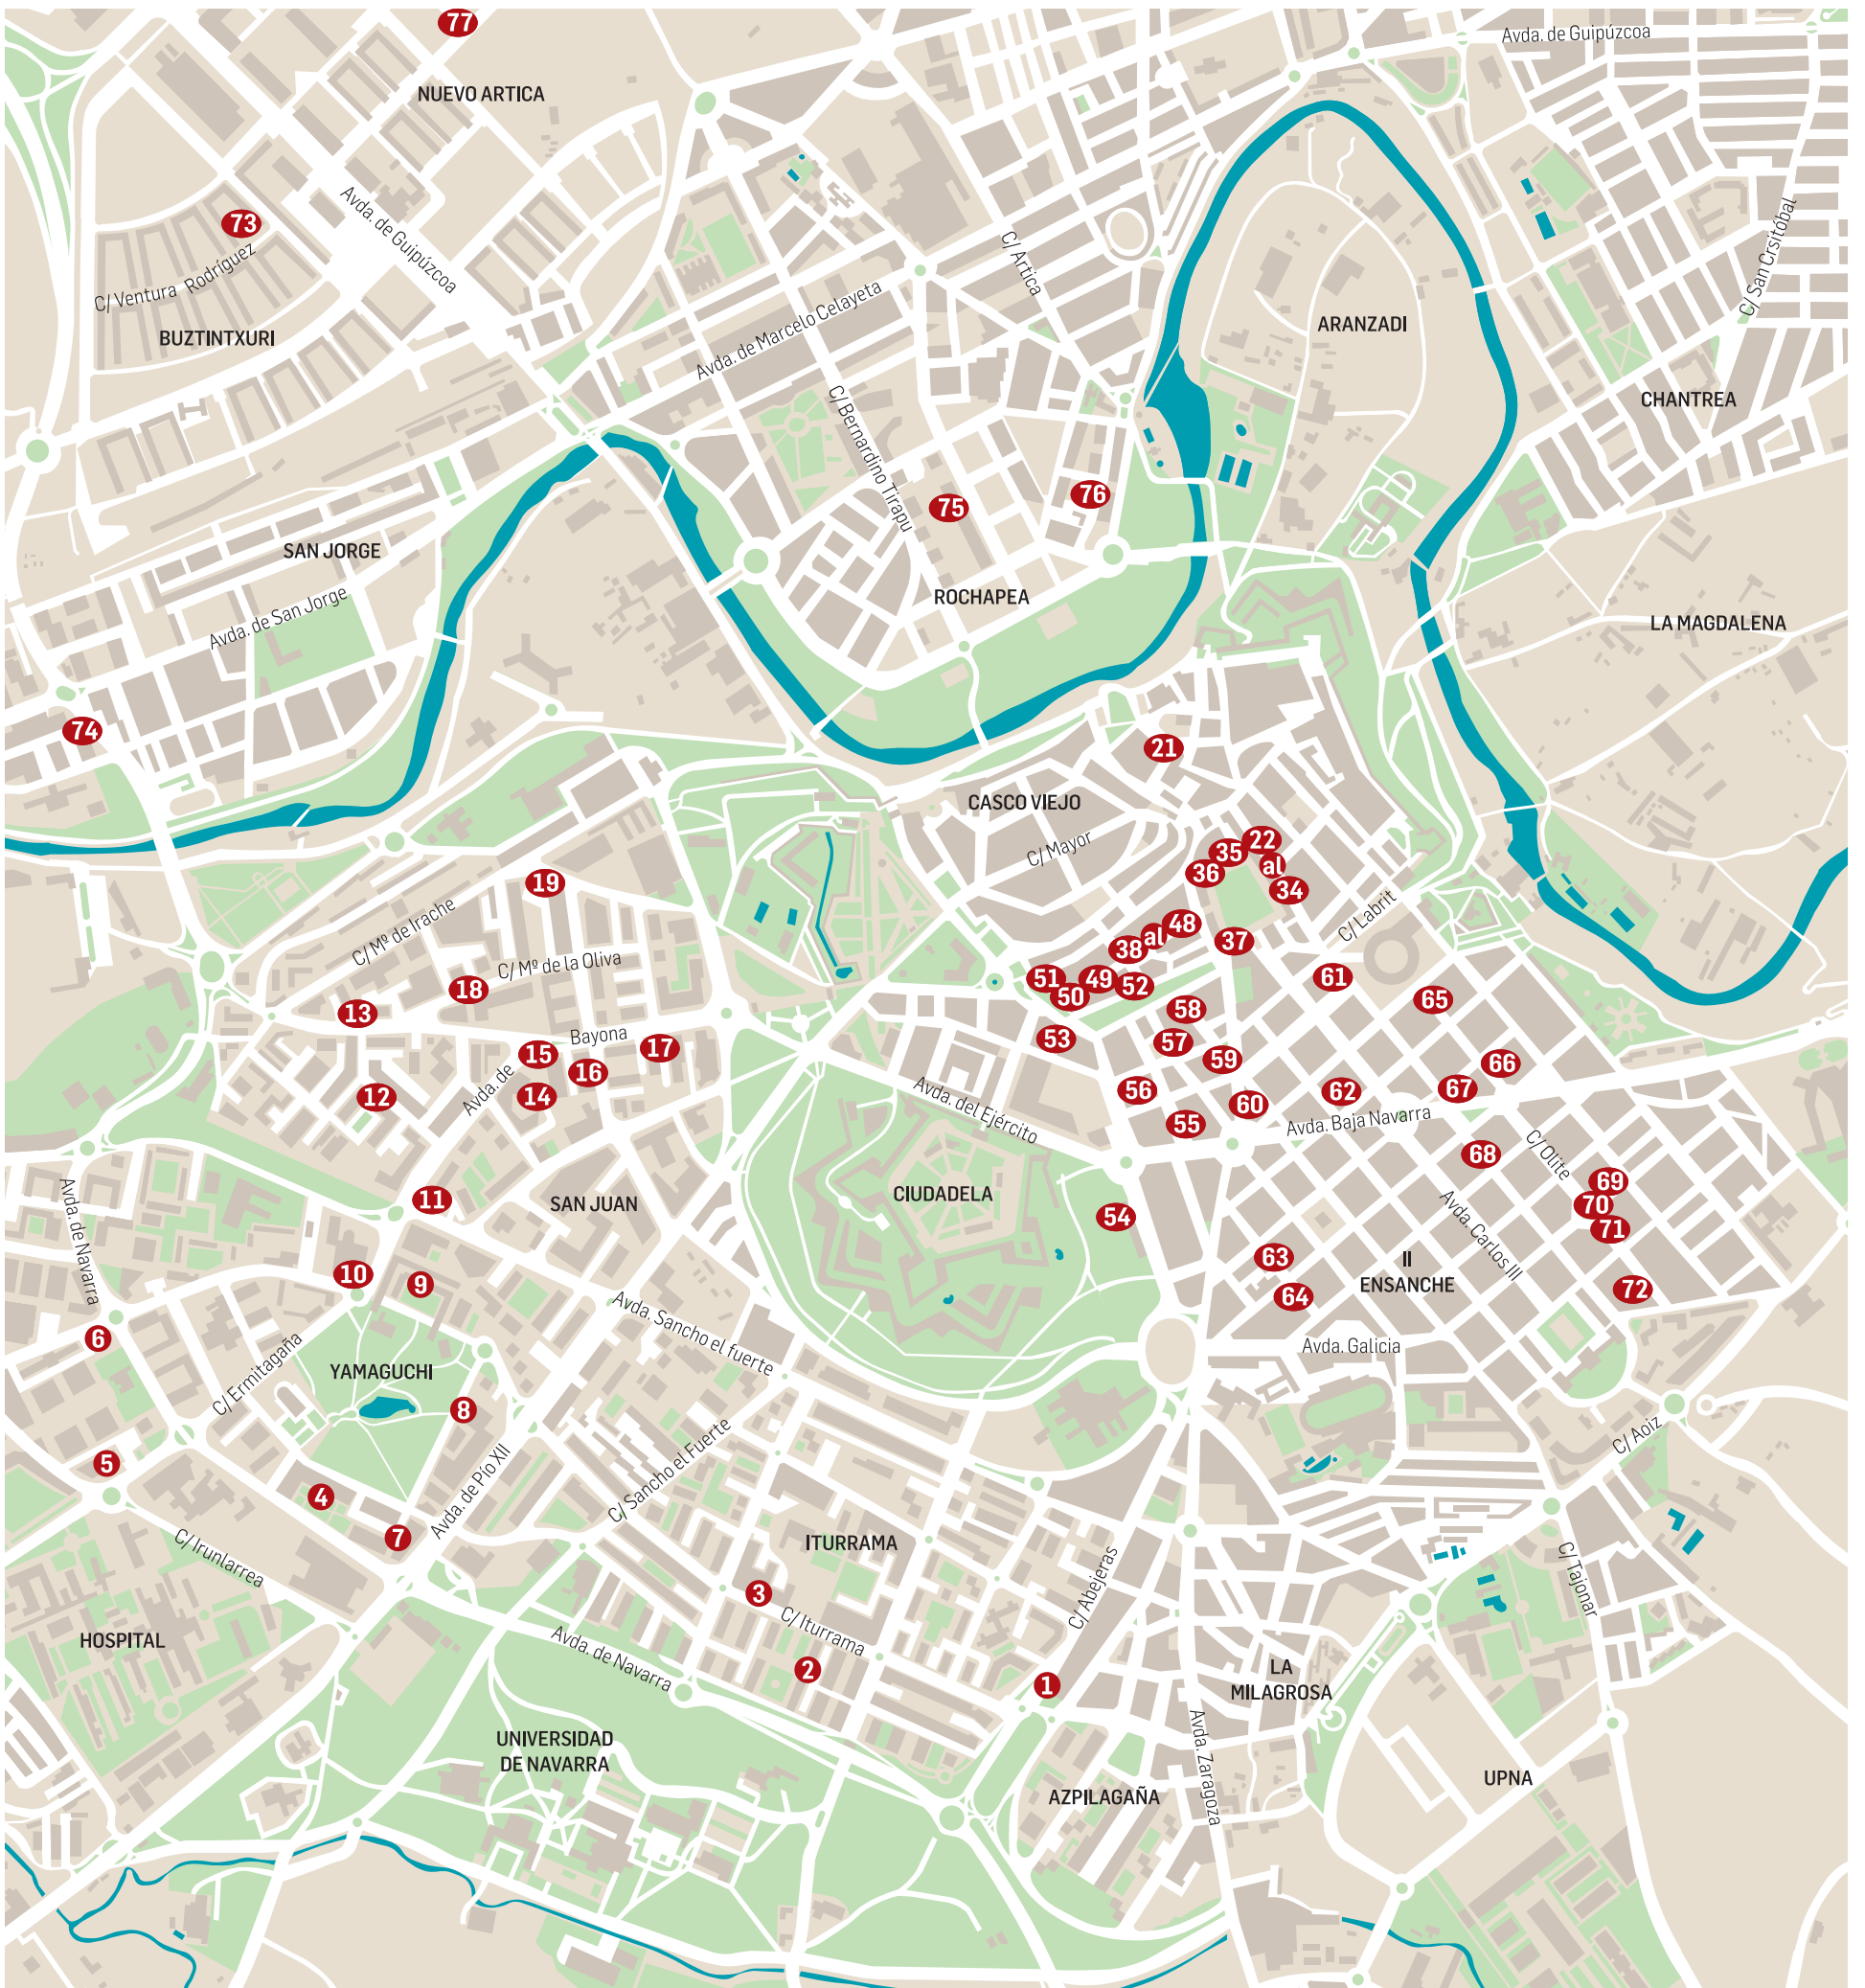 77
Avda. de Guipúzcoa
NUEVO ARTICA
73
Avda. de Guipúzcoa
C/ Ventura Rodríguez
BUZTINTXURI
C/ Artica
C/ San Crsitóbal
ARANZADI
Avda. de Marcelo Celayeta
CHANTREA
C/ Bernardino Tirapu
75
76
SAN JORGE
Avda. de San Jorge
ROCHAPEA
LA MAGDALENA
74
21
CASCO VIEJO
C/ Mayor
22
35
al
36
34
19
C/ Mº de Irache
C/ Labrit
48
al
38
37
C/ Mº de la Oliva
18
51
49
52
50
61
65
13
58
Bayona
53
57
17
15
16
59
66
Avda. de
14
12
Avda. del Ejército
56
60
62
67
55
Avda. Baja Navarra
68
C/ Olite
69
70
71
Avda. de Navarra
11
SAN JUAN
CIUDADELA
54
Avda. Carlos III
63
II
ENSANCHE
10
9
64
72
6
Avda. Sancho el fuerte
Avda. Galicia
C/ Ermitagaña
YAMAGUCHI
8
C/ Aoiz
5
4
7
Avda. de Pío XII
C/ Sancho el Fuerte
ITURRAMA
C/ Irunlarrea
C/ Abejeras
C/ Tajonar
3
C/ Iturrama
HOSPITAL
Avda. de Navarra
2
1
LA
MILAGROSA
UNIVERSIDAD
DE NAVARRA
Avda. Zaragoza
AZPILAGAÑA
UPNA